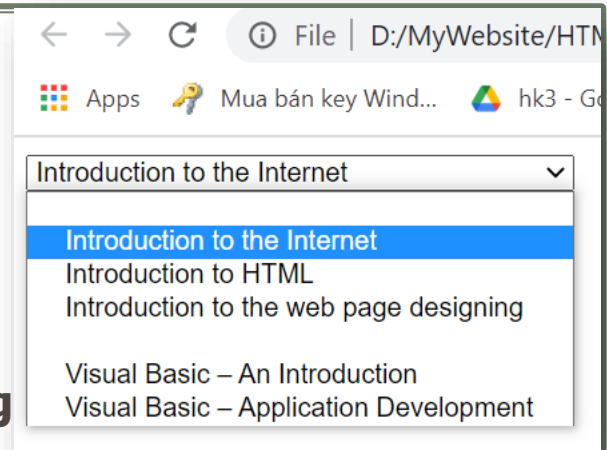 File | D:/MyWebsite/HTM
Apps Mua bán key Wind... hk3 - Go
Introduction to the Internet
Introduction to the Internet
Introduction to HTML
Introduction to the web page designing
Visual Basic – An Introduction
Visual Basic – Application Development
g